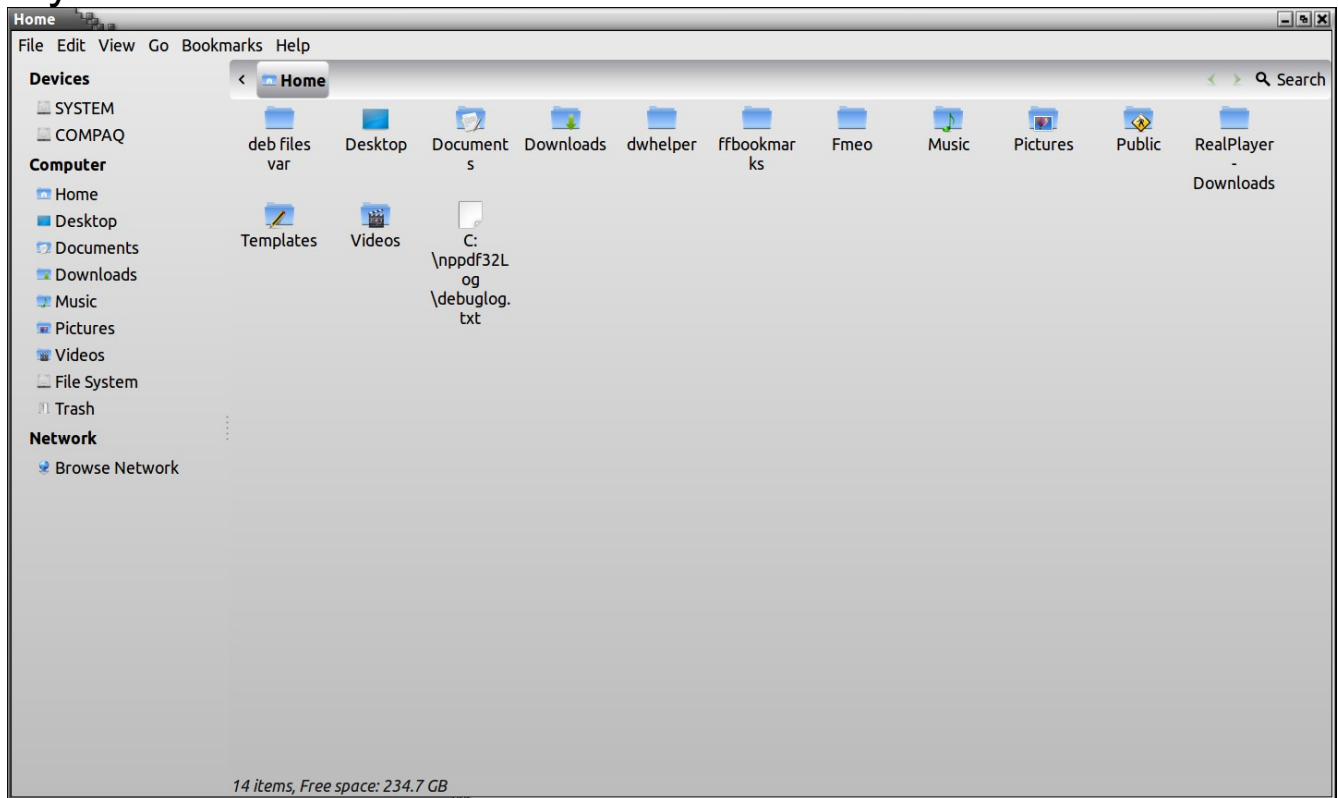 Home
File Edit View Go Bookmarks Help
Devices
SYSTEM
COMPAQ
Computer
Home
Desktop
Documents
Downloads
Music
Pictures
Videos
File System
Trash
Network
Browse Network
Home
Search
deb files
var
Desktop
Document
s
Downloads
dwhelper
ffbookmar
ks
Fmeo
Music
Pictures
Public
RealPlayer
-
Downloads
Templates
Videos
C:
\nppdf32L
og
\debuglog.
txt
14 items, Free space: 234.7 GB